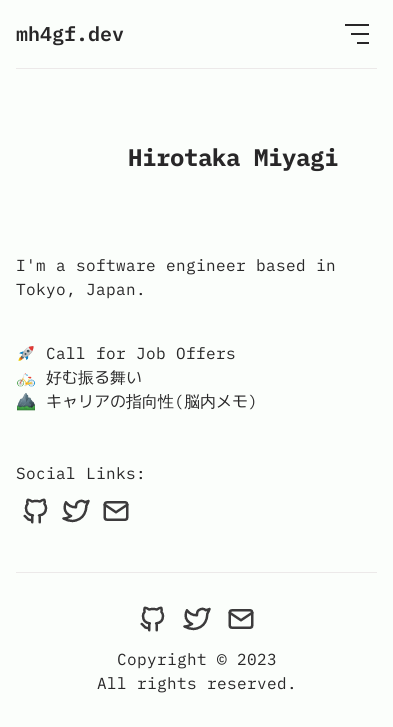 mh4gf.dev
Hirotaka Miyagi
I'm a software engineer based in
Tokyo, Japan.
🚀 Call for Job Offers
🚲 好む振る舞い
⛰️ キャリアの指向性(脳内メモ)
Social Links:
Copyright © 2023
All rights reserved.